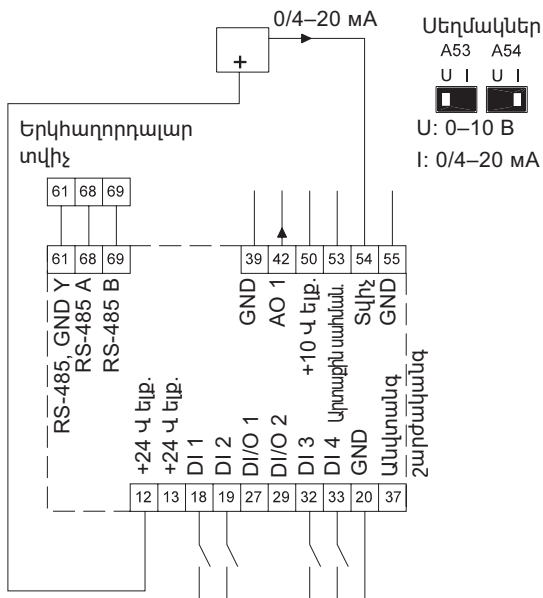 0/4–20 мА
+
Սեղմակներ
A53 A54
U I U I
U: 0–10 В
I: 0/4–20 мА
Երկհաղորդալար
տվիչ
61 68 69
61 68 69
39 42 50 53 54 55
RS-485, GND Y
RS-485 A
RS-485 B
GND
AO 1
+10 Վ ելք.
Արտաքին սահման.
Տվիչ
GND
+24 Վ ելք.
+24 Վ ելք.
DI 1
DI 2
DI/O 1
DI/O 2
DI 3
DI 4
GND
Անվտանգ
շարժականգ
12 13 18 19 27 29 32 33 20 37